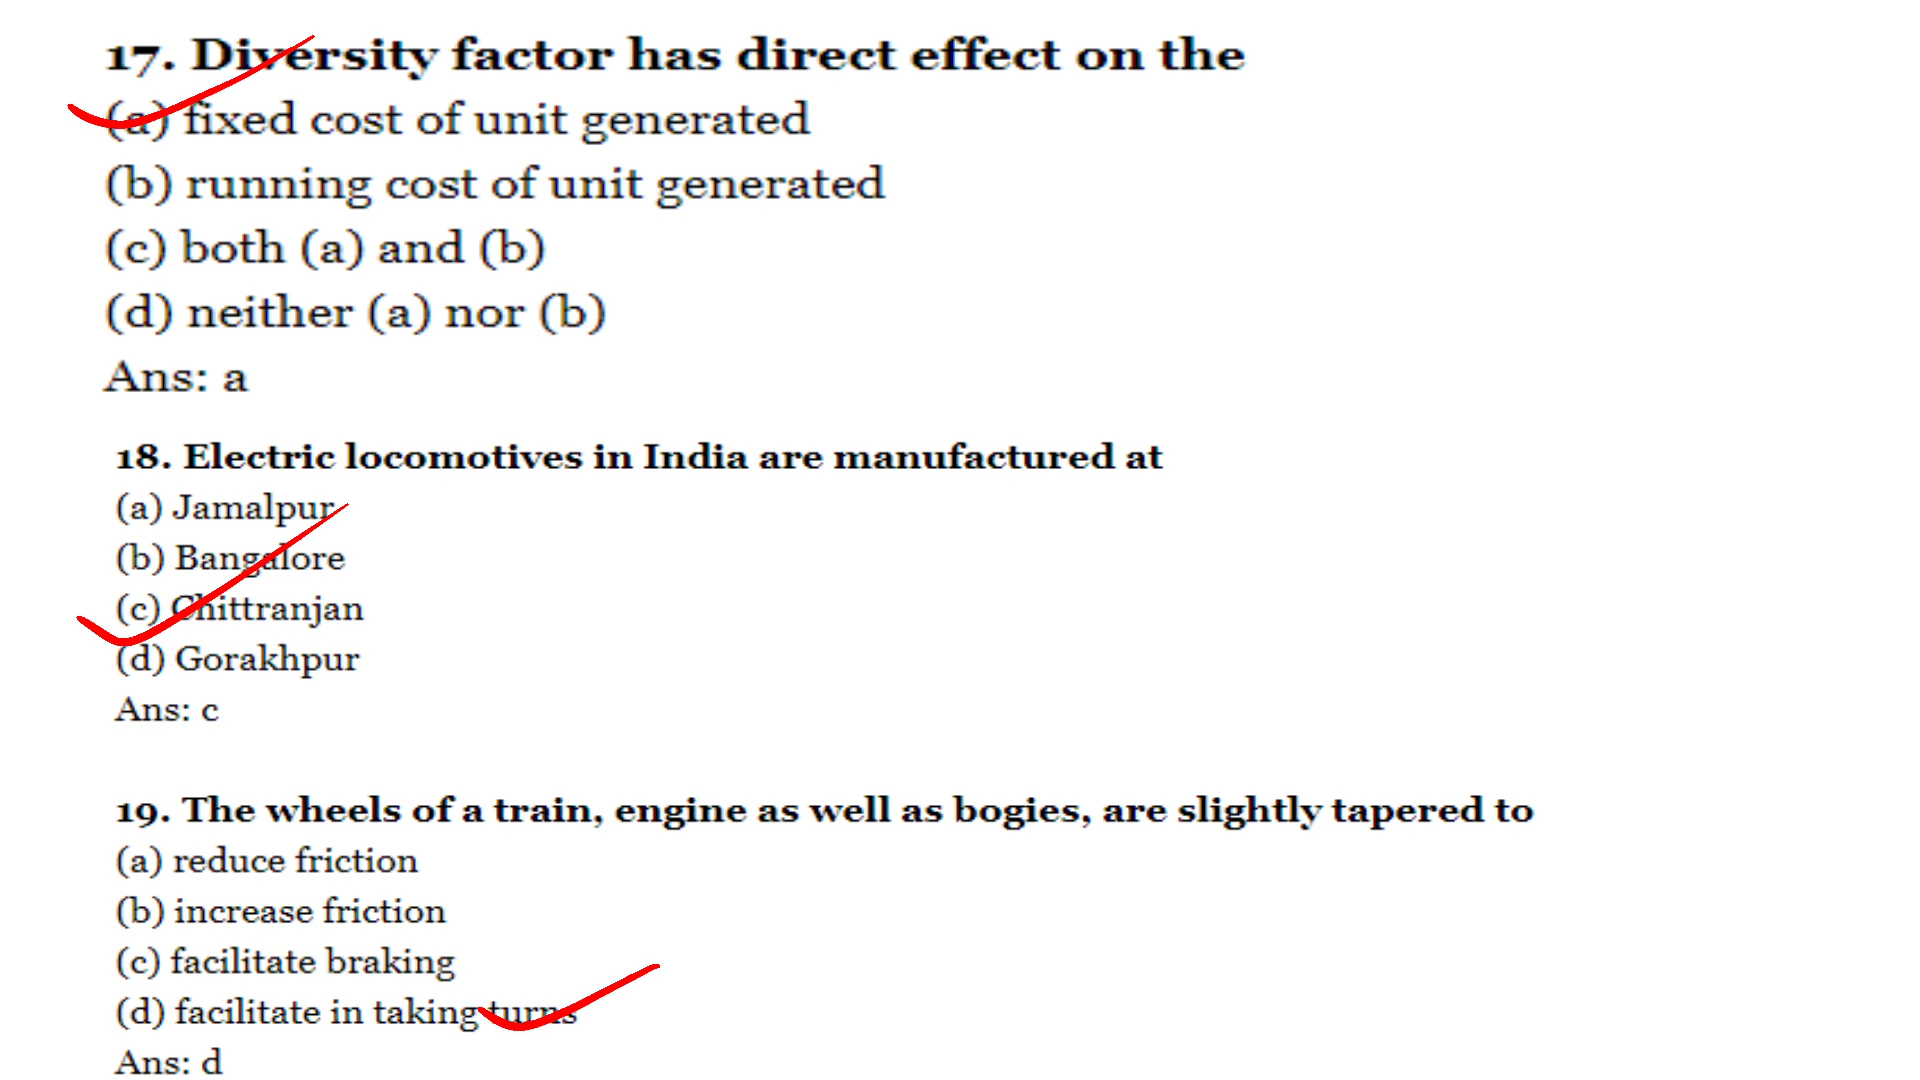 17. Diversity factor has direct effect on the
(a) fixed cost of unit generated
(b) running cost of unit generated
(c) both (a) and (b)
(d) neither (a) nor (b)
Ans: a
18. Electric locomotives in India are manufactured at
(a) Jamalpur
(b) Bangalore
(c) Chittranjan
(d) Gorakhpur
Ans: c
19. The wheels of a train, engine as well as bogies, are slightly tapered to
(a) reduce friction
(b) increase friction
(c) facilitate braking
(d) facilitate in taking turns
Ans: d